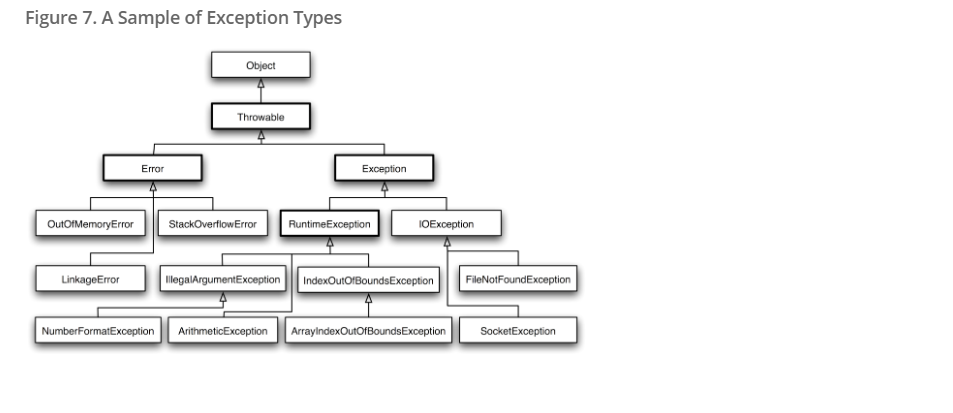 Figure 7. A Sample of Exception Types
Object
Throwable
Error
Exception
OutOfMemoryError
StackOverflowError
RuntimeException
IOException
LinkageError
IllegalArgumentException
IndexOutOfBoundsException
FileNotFoundException
NumberFormatException
ArithmeticException
ArrayIndexOutOfBoundsException
SocketException